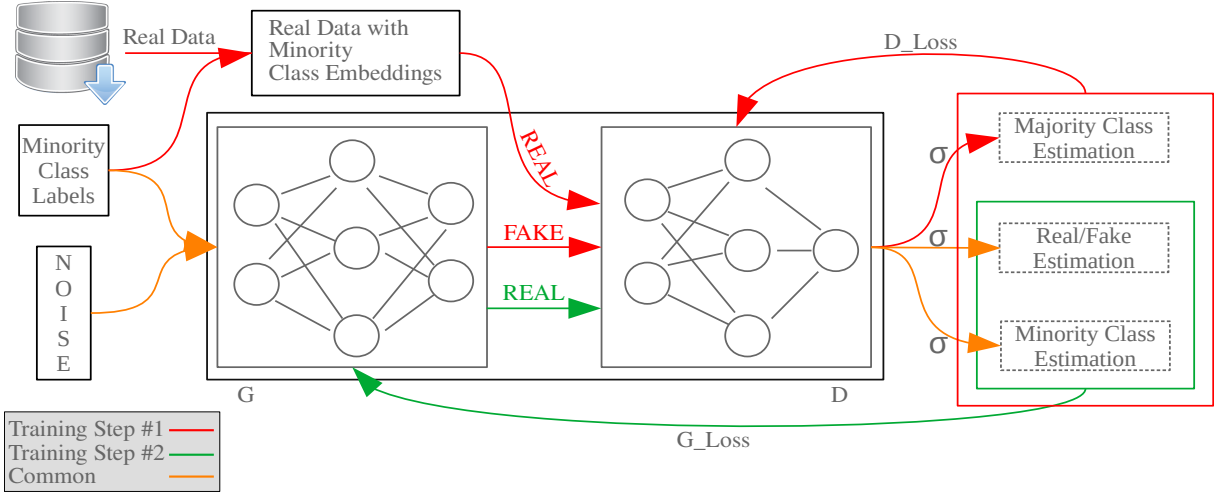 Real Data
Real Data with
Minority
Class Embeddings
D_Loss
Minority
Class
Labels
REAL
Majority Class
Estimation
σ
FAKE
σ
Real/Fake
Estimation
N
O
I
S
E
REAL
σ
Minority Class
Estimation
G
D
G_Loss
Training Step #1
Training Step #2
Common